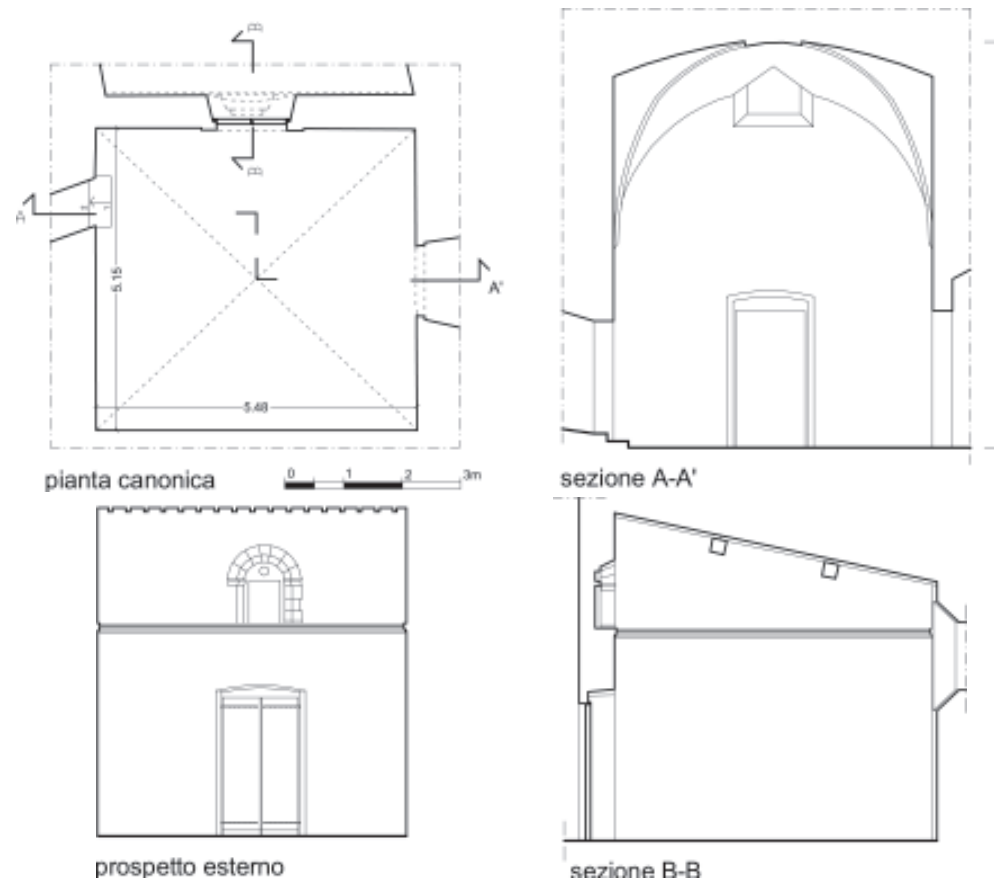 B
B
A'
5.15
5.48
pianta canonica
0 1 2 3m
sezione A-A'
prospetto esterno
sezione B-B